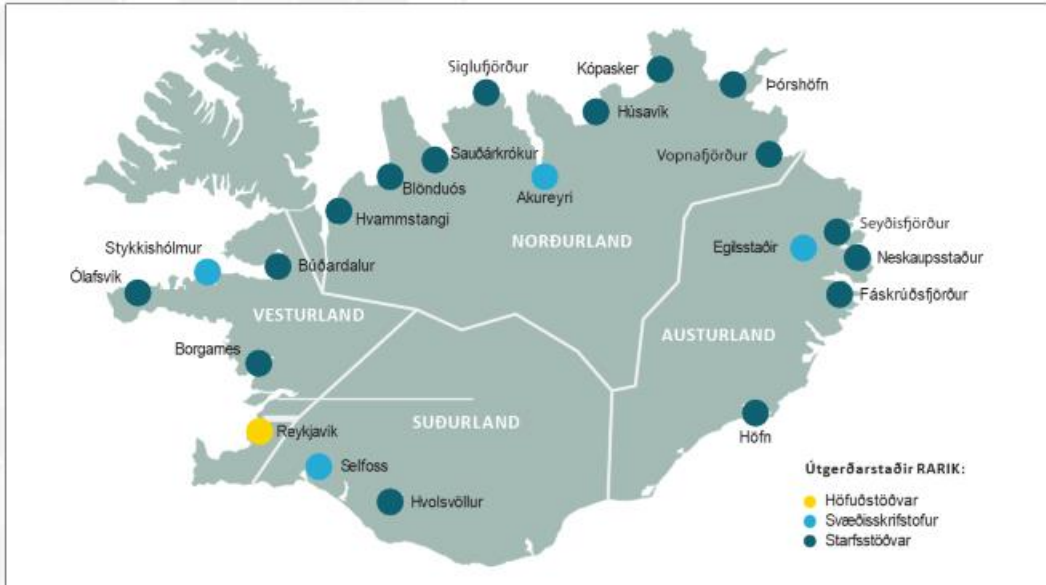 Siglufjörður
Kópasker
Þórshöfn
Húsavík
Sauðárkrókur
Vopnafjörður
Blönduós
Akureyri
Hvammstangi
Seyðisfjörður
NORÐURLAND
Stykkishólmur
Egilsstaðir
Neskaupsstaður
Búðardalur
Ólafsvík
Fáskrúðsfjörður
VESTURLAND
AUSTURLAND
Borgarnes
SUÐURLAND
Reykjavík
Höfn
Selfoss
Hvolsvöllur
Útgerðarstaðir RARIK:
Höfuðstöðvar
Svæðisskrifstofur
Starfsstöðvar